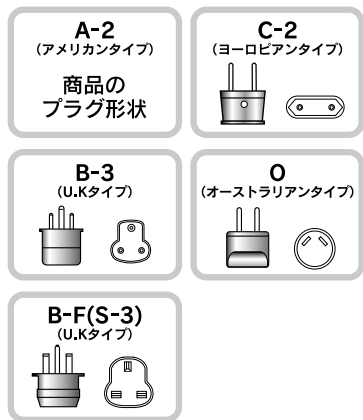 A-2
(アメリカンタイプ)
商品の
プラグ形状
C-2
(ヨーロピアンタイプ)
B-3
(U.Kタイプ)
O
(オーストラリアンタイプ)
B-F(S-3)
(U.Kタイプ)